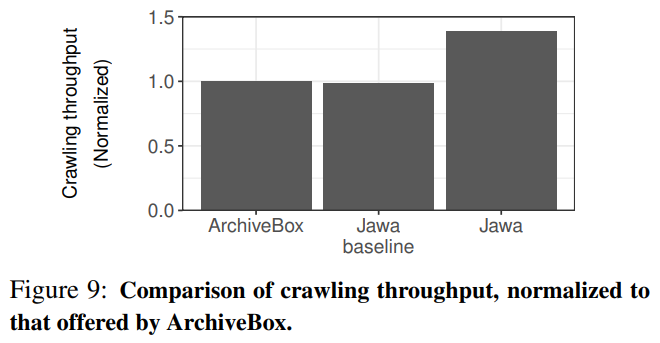 Crawling throughput
(Normalized)
1.5
1.0
0.5
0.0
ArchiveBox
Jawa
baseline
Jawa
Figure 9: Comparison of crawling throughput, normalized to
that offered by ArchiveBox.